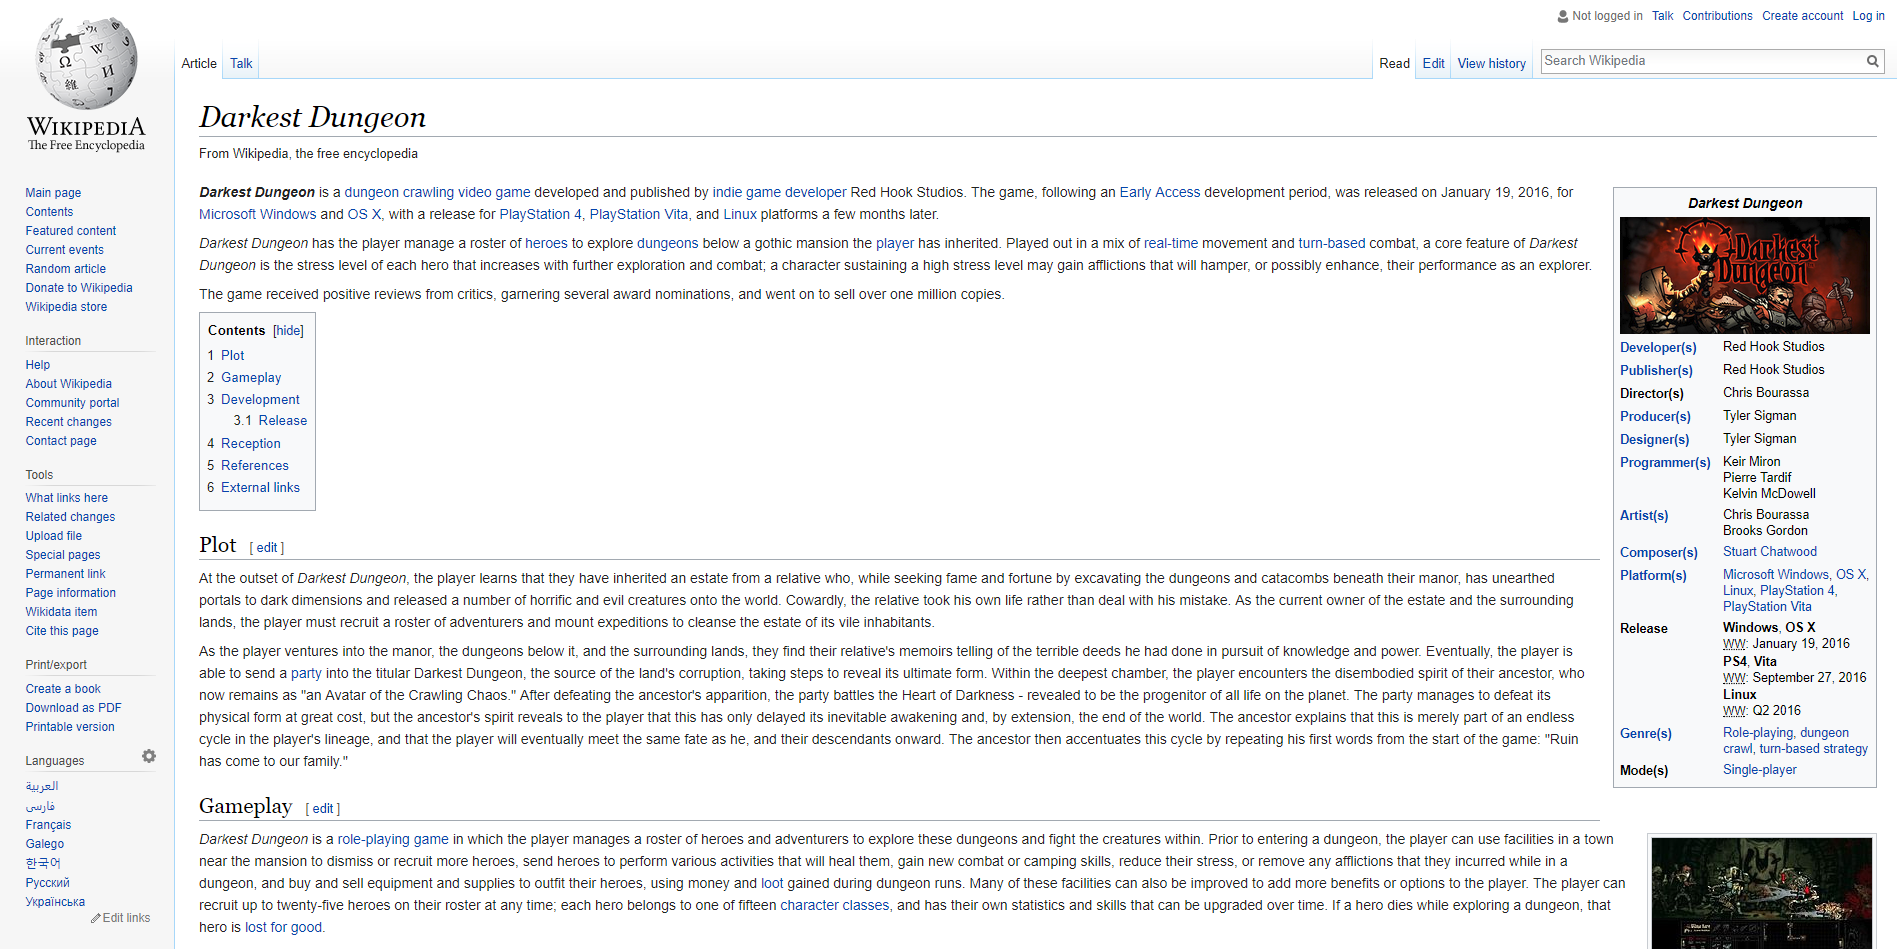 Not logged in Talk Contributions Create account Log in
Article Talk Read Edit View history Search Wikipedia
WIKIPEDIA
The Free Encyclopedia
Main page
Contents
Featured content
Current events
Random article
Donate to Wikipedia
Wikipedia store
Interaction
Help
About Wikipedia
Community portal
Recent changes
Contact page
Tools
What links here
Related changes
Upload file
Special pages
Permanent link
Page information
Wikidata item
Cite this page
Print/export
Create a book
Download as PDF
Printable version
Languages
العربية
فارسی
Français
Galego
한국어
Русский
Українська
Edit links
Darkest Dungeon
From Wikipedia, the free encyclopedia
Darkest Dungeon is a dungeon crawling video game developed and published by indie game developer Red Hook Studios. The game, following an Early Access development period, was released on January 19, 2016, for
Microsoft Windows and OS X, with a release for PlayStation 4, PlayStation Vita, and Linux platforms a few months later.
Darkest Dungeon has the player manage a roster of heroes to explore dungeons below a gothic mansion the player has inherited. Played out in a mix of real-time movement and turn-based combat, a core feature of Darkest
Dungeon is the stress level of each hero that increases with further exploration and combat; a character sustaining a high stress level may gain afflictions that will hamper, or possibly enhance, their performance as an explorer.
The game received positive reviews from critics, garnering several award nominations, and went on to sell over one million copies.
Contents [hide]
1 Plot
2 Gameplay
3 Development
3.1 Release
4 Reception
5 References
6 External links
Plot [ edit ]
At the outset of Darkest Dungeon, the player learns that they have inherited an estate from a relative who, while seeking fame and fortune by excavating the dungeons and catacombs beneath their manor, has unearthed
portals to dark dimensions and released a number of horrific and evil creatures onto the world. Cowardly, the relative took his own life rather than deal with his mistake. As the current owner of the estate and the surrounding
lands, the player must recruit a roster of adventurers and mount expeditions to cleanse the estate of its vile inhabitants.
As the player ventures into the manor, the dungeons below it, and the surrounding lands, they find their relative's memoirs telling of the terrible deeds he had done in pursuit of knowledge and power. Eventually, the player is
able to send a party into the titular Darkest Dungeon, the source of the land's corruption, taking steps to reveal its ultimate form. Within the deepest chamber, the player encounters the disembodied spirit of their ancestor, who
now remains as "an Avatar of the Crawling Chaos." After defeating the ancestor's apparition, the party battles the Heart of Darkness - revealed to be the progenitor of all life on the planet. The party manages to defeat its
physical form at great cost, but the ancestor's spirit reveals to the player that this has only delayed its inevitable awakening and, by extension, the end of the world. The ancestor explains that this is merely part of an endless
cycle in the player's lineage, and that the player will eventually meet the same fate as he, and their descendants onward. The ancestor then accentuates this cycle by repeating his first words from the start of the game: "Ruin
has come to our family."
Gameplay [ edit ]
Darkest Dungeon is a role-playing game in which the player manages a roster of heroes and adventurers to explore these dungeons and fight the creatures within. Prior to entering a dungeon, the player can use facilities in a town
near the mansion to dismiss or recruit more heroes, send heroes to perform various activities that will heal them, gain new combat or camping skills, reduce their stress, or remove any afflictions that they incurred while in a
dungeon, and buy and sell equipment and supplies to outfit their heroes, using money and loot gained during dungeon runs. Many of these facilities can also be improved to add more benefits or options to the player. The player can
recruit up to twenty-five heroes on their roster at any time; each hero belongs to one of fifteen character classes, and has their own statistics and skills that can be upgraded over time. If a hero dies while exploring a dungeon, that
hero is lost for good.
Darkest Dungeon
Darkest
Dungeon
Developer(s) Red Hook Studios
Publisher(s) Red Hook Studios
Director(s) Chris Bourassa
Producer(s) Tyler Sigman
Designer(s) Tyler Sigman
Programmer(s) Keir Miron
Pierre Tardif
Kelvin McDowell
Artist(s) Chris Bourassa
Brooks Gordon
Composer(s) Stuart Chatwood
Platform(s) Microsoft Windows, OS X,
Linux, PlayStation 4,
PlayStation Vita
Release Windows, OS X
WW: January 19, 2016
PS4, Vita
WW: September 27, 2016
Linux
WW: Q2 2016
Genre(s) Role-playing, dungeon
crawl, turn-based strategy
Mode(s) Single-player